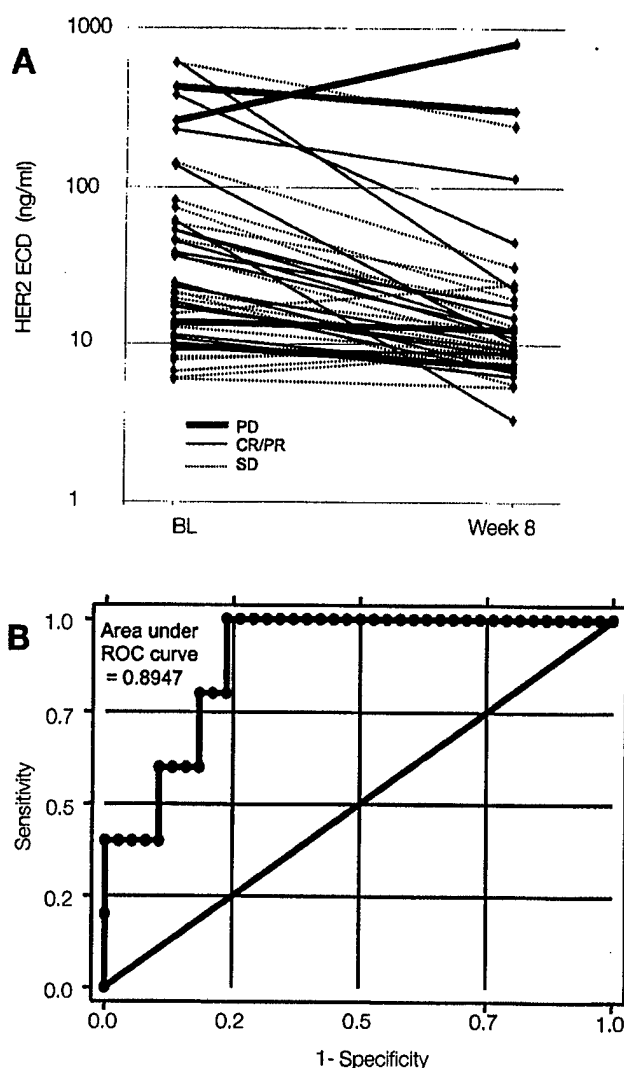 A
1000
100
10
1
HER2 ECD (ng/ml)
PD
CR/PR
SD
BL
Week 8
B
Area under
ROC curve
= 0.8947
1.0
0.7
0.5
0.2
0.0
Sensitivity
0.0
0.2
0.5
0.7
1.0
1- Specificity